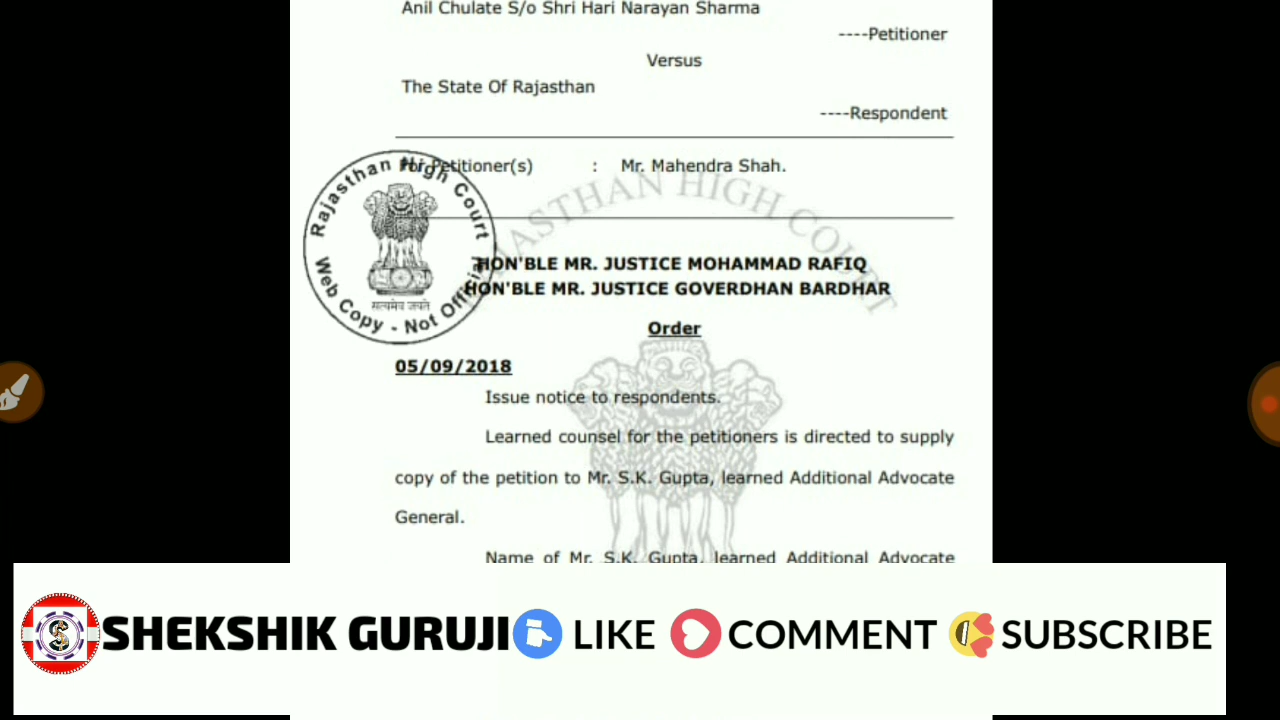 Anil Chulate S/o Shri Hari Narayan Sharma
----Petitioner
Versus
The State Of Rajasthan
----Respondent
For Petitioner(s) : Mr. Mahendra Shah.
Rajasthan High Court
Web Copy - Not Official
सत्यमेव जयते
RAJASTHAN HIGH COURT
HON'BLE MR. JUSTICE MOHAMMAD RAFIQ
HON'BLE MR. JUSTICE GOVERDHAN BARDHAR
Order
05/09/2018
Issue notice to respondents.
Learned counsel for the petitioners is directed to supply
copy of the petition to Mr. S.K. Gupta, learned Additional Advocate
General.
Name of Mr. S.K. Gupta, learned Additional Advocate
SHEKSHIK GURUJI LIKE COMMENT SUBSCRIBE